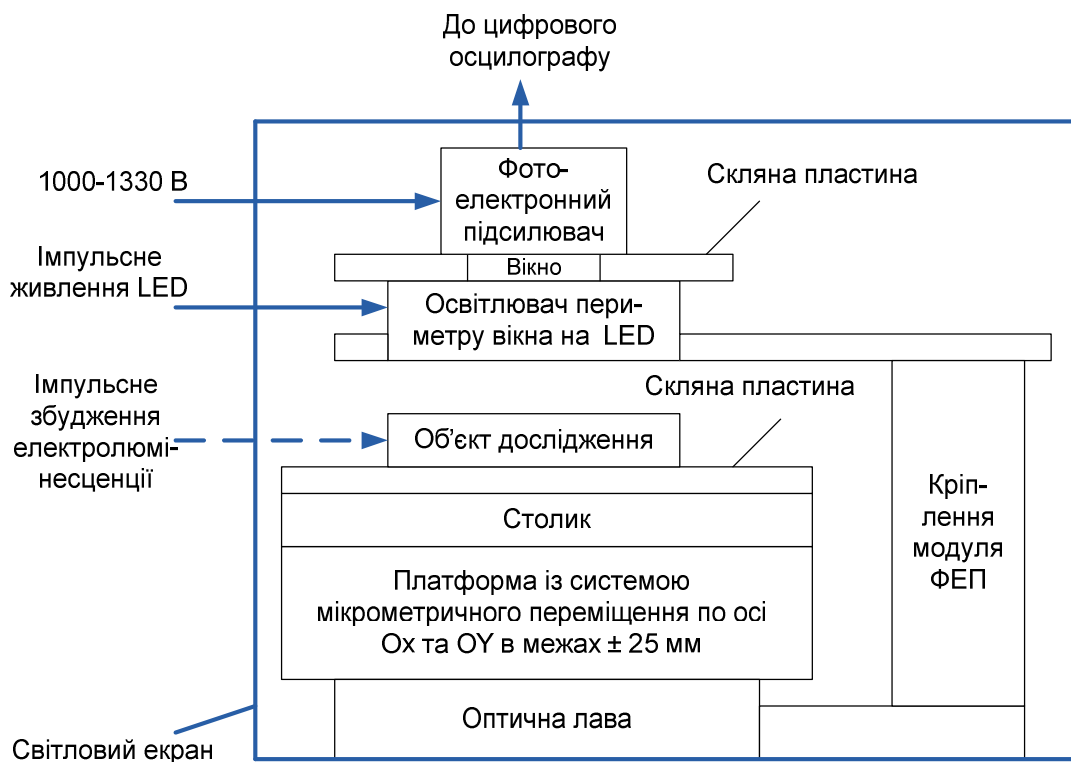 До цифрового
осцилографу
1000-1330 В
Фото-
електронний
підсилювач
Скляна пластина
Імпульсне
живлення LED
Вікно
Освітлювач пери-
метру вікна на LED
Імпульсне
збудження
електролюмі-
несценції
Скляна пластина
Об’єкт дослідження
Столик
Кріп-
лення
модуля
ФЕП
Платформа із системою
мікрометричного переміщення по осі
Ох та OY в межах ± 25 мм
Оптична лава
Світловий екран